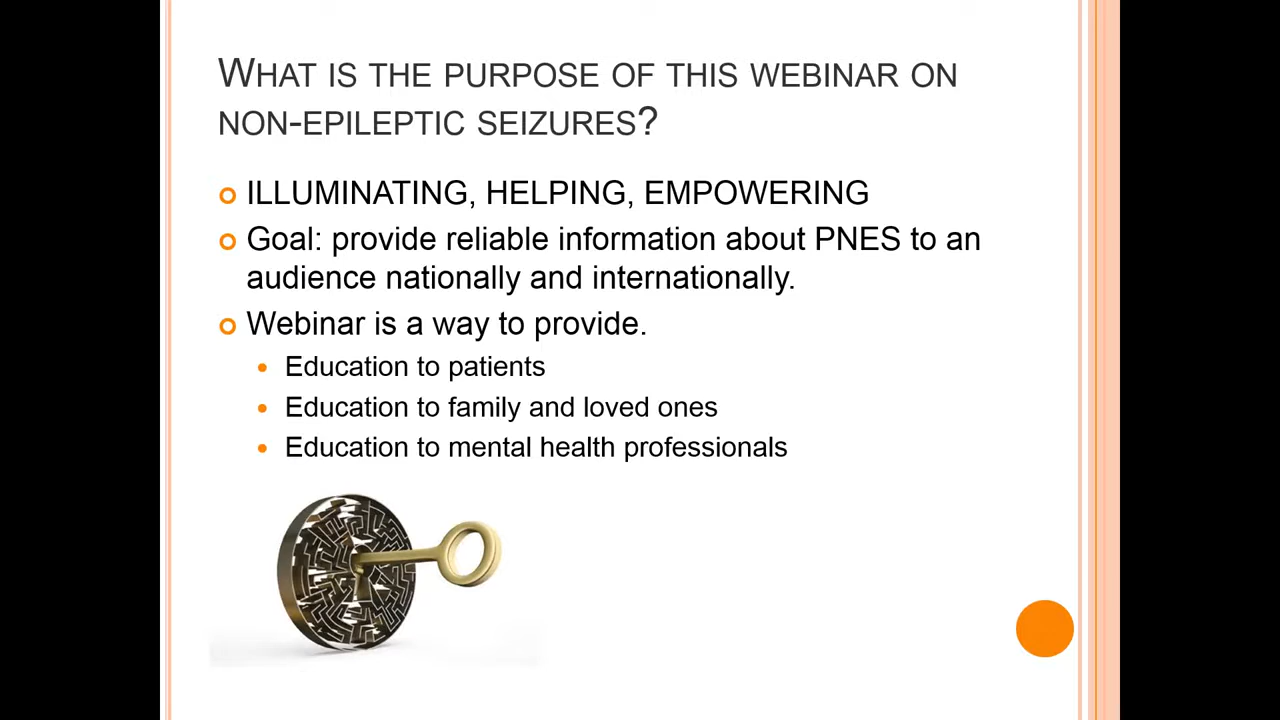 WHAT IS THE PURPOSE OF THIS WEBINAR ON
NON-EPILEPTIC SEIZURES?
ILLUMINATING, HELPING, EMPOWERING
Goal: provide reliable information about PNES to an
audience nationally and internationally.
Webinar is a way to provide.
Education to patients
Education to family and loved ones
Education to mental health professionals